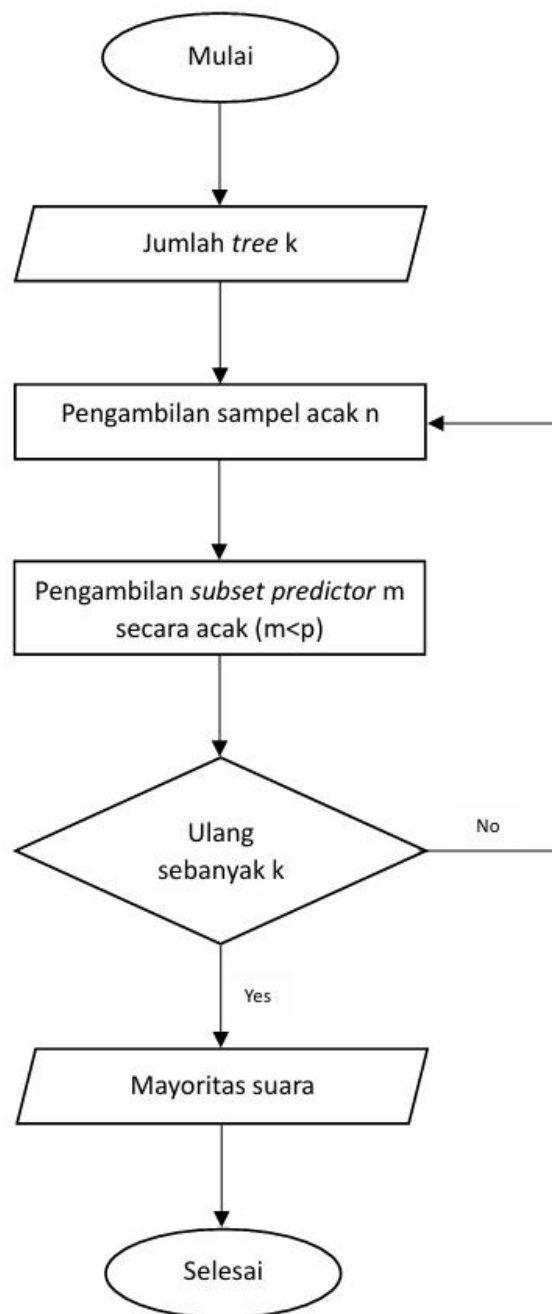 Mulai
Jumlah tree k
Pengambilan sampel acak n
Pengambilan subset predictor m
secara acak (m<p)
Ulang
sebanyak k
No
Yes
Mayoritas suara
Selesai